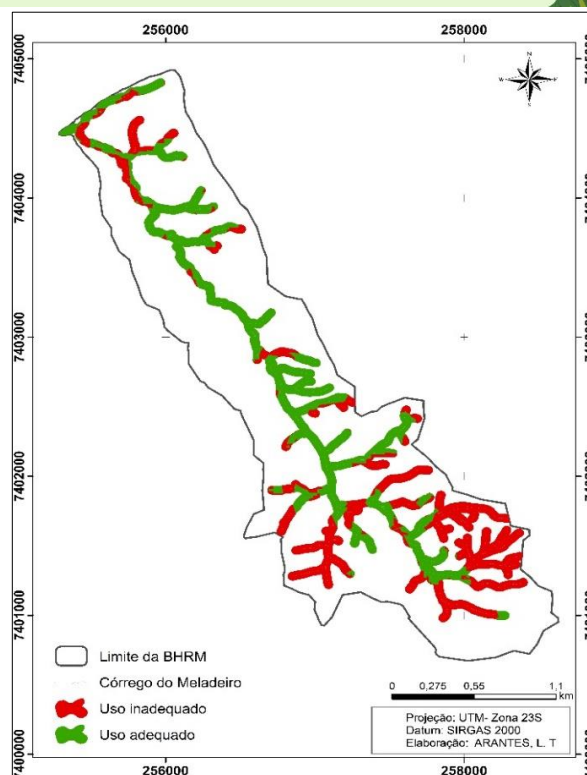 256000 258000
7405000
7404000
7403000
7402000
7401000
7400000
N
W E
S
Limite da BHRM
Córrego do Meladeiro
Uso inadequado
Uso adequado
0 0,275 0,55 1,1
km
Projeção: UTM- Zona 23S
Datum: SIRGAS 2000
Elaboração: ARANTES, L. T
256000 258000